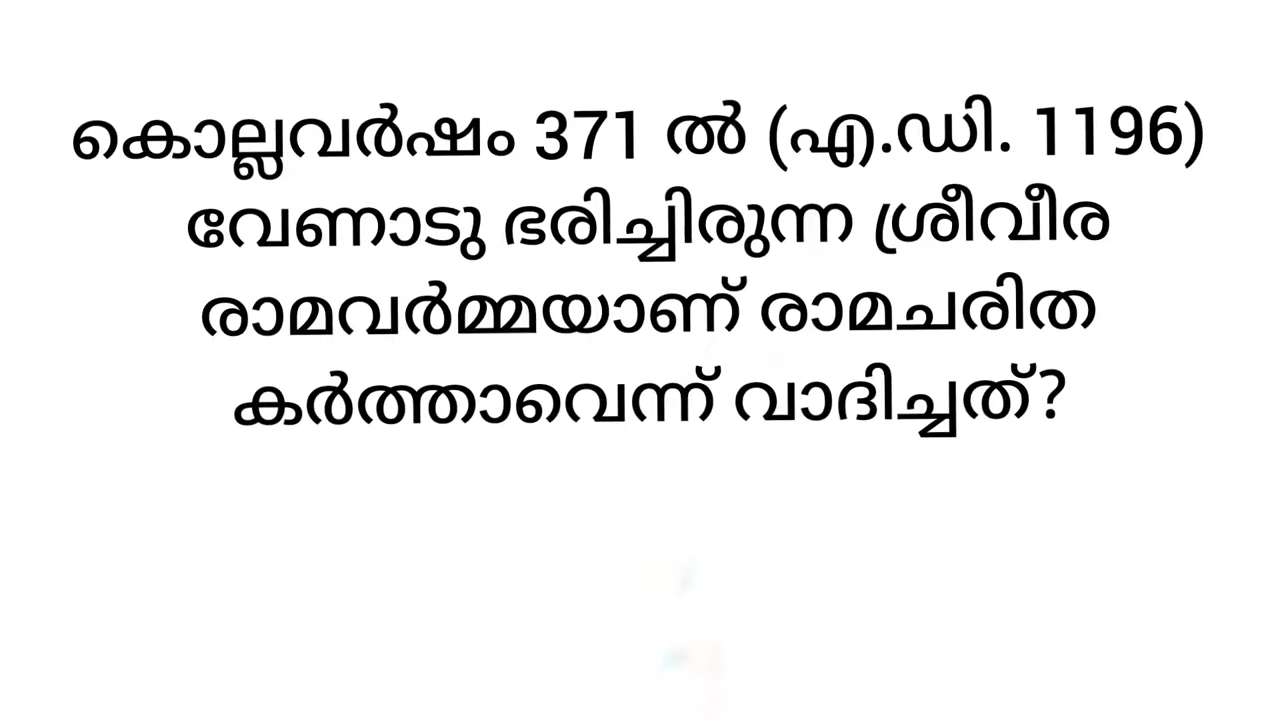 കൊല്ലവർഷം 371 ൽ (എ.ഡി. 1196)
വേണാടു ഭരിച്ചിരുന്ന ശ്രീവീര
രാമവർമ്മയാണ് രാമചരിത
കർത്താവെന്ന് വാദിച്ചത്?